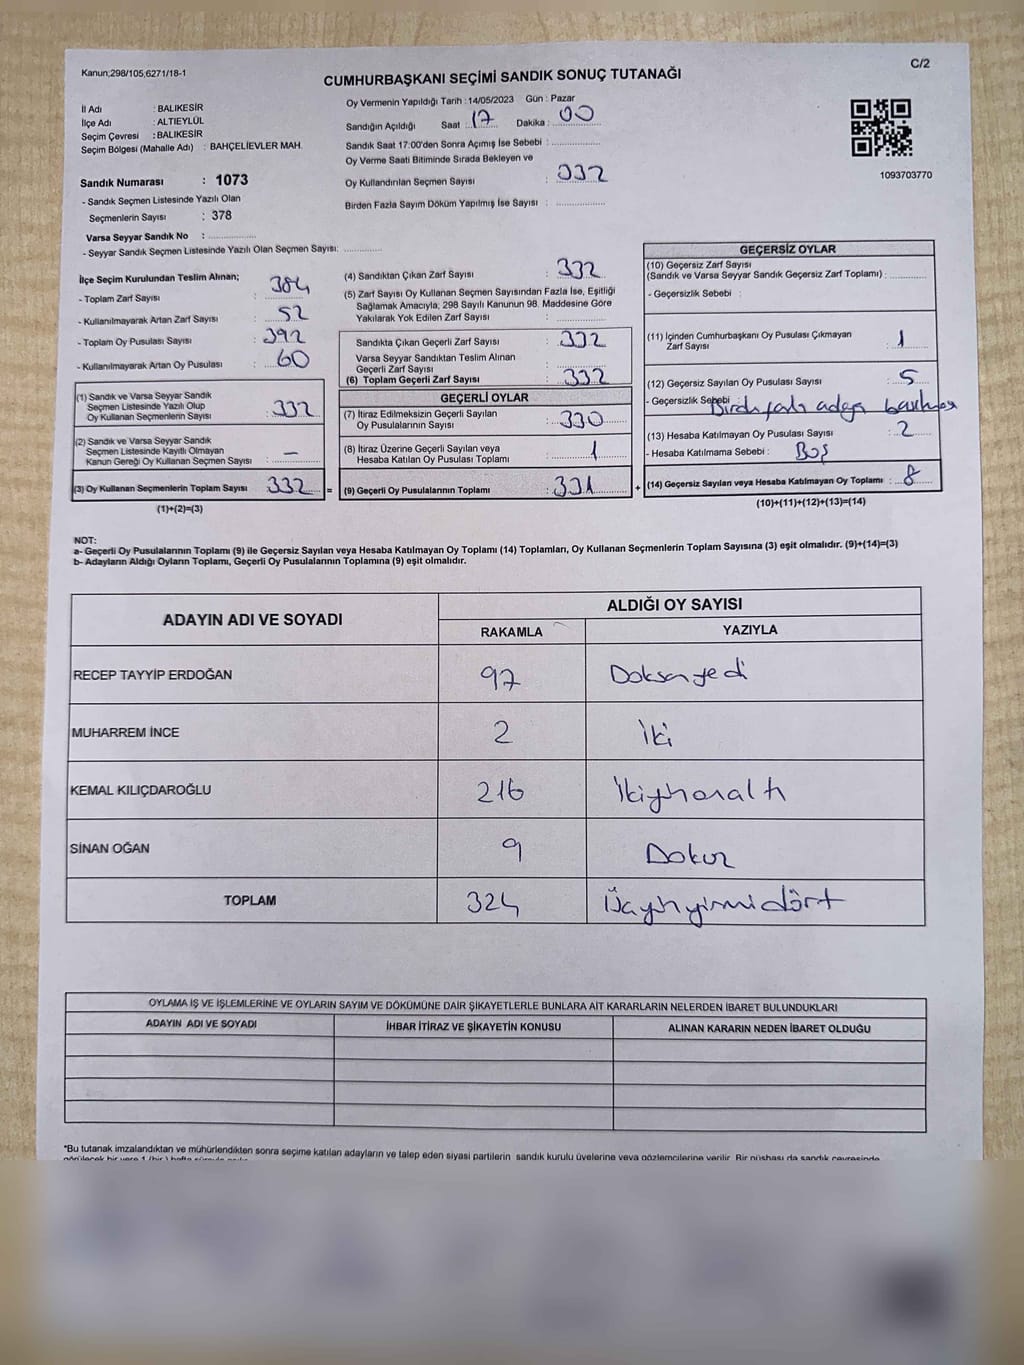 Kanun;298/105,6271/18-1
C/2
CUMHURBAŞKANI SEÇİMİ SANDIK SONUÇ TUTANAĞI
İl Adı : BALIKESİR
İlçe Adı : ALTIEYLÜL
Seçim Çevresi : BALIKESİR
Seçim Bölgesi (Mahalle Adı) : BAHÇELİEVLER MAH.
Sandık Numarası : 1073
- Sandık Seçmen Listesinde Yazılı Olan
Seçmenlerin Sayısı : 378
Varsa Seyyar Sandık No : ................
- Seyyar Sandık Seçmen Listesinde Yazılı Olan Seçmen Sayısı: ............
Oy Vermenin Yapıldığı Tarih :14/05/2023 Gün : Pazar
Sandığın Açıldığı Saat 17 Dakika : 00
Sandık Saat 17:00'den Sonra Açımış İse Sebebi : ................
Oy Verme Saati Bitiminde Sırada Bekleyen ve
Oy Kullandırılan Seçmen Sayısı : 332
Birden Fazla Sayım Döküm Yapılmış İse Sayısı : ................
1093703770
İlçe Seçim Kurulundan Teslim Alınan;
- Toplam Zarf Sayısı : 384
- Kullanılmayarak Artan Zarf Sayısı : 52
- Toplam Oy Pusulası Sayısı : 392
- Kullanılmayarak Artan Oy Pusulası : 60
(1) Sandık ve Varsa Seyyar Sandık
Seçmen Listesinde Yazılı Olup
Oy Kullanan Seçmenlerin Sayısı : 332
(2) Sandık ve Varsa Seyyar Sandık
Seçmen Listesinde Kayıtlı Olmayan
Kanun Gereği Oy Kullanan Seçmen Sayısı : –
(3) Oy Kullanan Seçmenlerin Toplam Sayısı 332 =
(1)+(2)=(3)
(4) Sandıktan Çıkan Zarf Sayısı : 332
(5) Zarf Sayısı Oy Kullanan Seçmen Sayısından Fazla İse, Eşitliği
Sağlamak Amacıyla; 298 Sayılı Kanunun 98. Maddesine Göre
Yakılarak Yok Edilen Zarf Sayısı : ................
Sandıkta Çıkan Geçerli Zarf Sayısı : 332
Varsa Seyyar Sandıktan Teslim Alınan
Geçerli Zarf Sayısı : ................
(6) Toplam Geçerli Zarf Sayısı : 332
GEÇERLİ OYLAR
(7) İtiraz Edilmeksizin Geçerli Sayılan
Oy Pusulalarının Sayısı : 330
(8) İtiraz Üzerine Geçerli Sayılan veya
Hesaba Katılan Oy Pusulası Toplamı : 1
(9) Geçerli Oy Pusulalarının Toplamı : 331 +
GEÇERSİZ OYLAR
(10) Geçersiz Zarf Sayısı
(Sandık ve Varsa Seyyar Sandık Geçersiz Zarf Toplamı) : ............
- Geçersizlik Sebebi :
(11) İçinden Cumhurbaşkanı Oy Pusulası Çıkmayan
Zarf Sayısı : 1
(12) Geçersiz Sayılan Oy Pusulası Sayısı : 5
- Geçersizlik Sebebi
(13) Hesaba Katılmayan Oy Pusulası Sayısı : 2
- Hesaba Katılmama Sebebi : Boş
(14) Geçersiz Sayılan veya Hesaba Katılmayan Oy Toplamı : 8
(10)+(11)+(12)+(13)=(14)
NOT:
a- Geçerli Oy Pusulalarının Toplamı (9) ile Geçersiz Sayılan veya Hesaba Katılmayan Oy Toplamı (14) Toplamları, Oy Kullanan Seçmenlerin Toplam Sayısına (3) eşit olmalıdır. (9)+(14)=(3)
b- Adayların Aldığı Oyların Toplamı, Geçerli Oy Pusulalarının Toplamına (9) eşit olmalıdır.
ADAYIN ADI VE SOYADI
ALDIĞI OY SAYISI
RAKAMLA YAZIYLA
RECEP TAYYİP ERDOĞAN 97 Doksanyedi
MUHARREM İNCE 2 İki
KEMAL KILIÇDAROĞLU 216 İkiyüzonaltı
SİNAN OĞAN 9 Dokuz
TOPLAM 324 Üçyüzyirmidört
OYLAMA İŞ VE İŞLEMLERİNE VE OYLARIN SAYIM VE DÖKÜMÜNE DAİR ŞİKAYETLERLE BUNLARA AİT KARARLARIN NELERDEN İBARET BULUNDUKLARI
ADAYIN ADI VE SOYADI İHBAR İTİRAZ VE ŞİKAYETİN KONUSU ALINAN KARARIN NEDEN İBARET OLDUĞU
*Bu tutanak imzalandıktan ve mühürlendikten sonra seçime katılan adayların ve talep eden siyasi partilerin sandık kurulu üyelerine veya gözlemcilerine verilir. Bir nüshası da sandık çevresinde